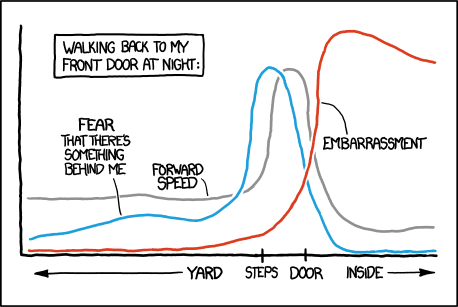 WALKING BACK TO MY
FRONT DOOR AT NIGHT:
FEAR
THAT THERE'S
SOMETHING
BEHIND ME
FORWARD
SPEED
EMBARRASSMENT
YARD STEPS DOOR INSIDE